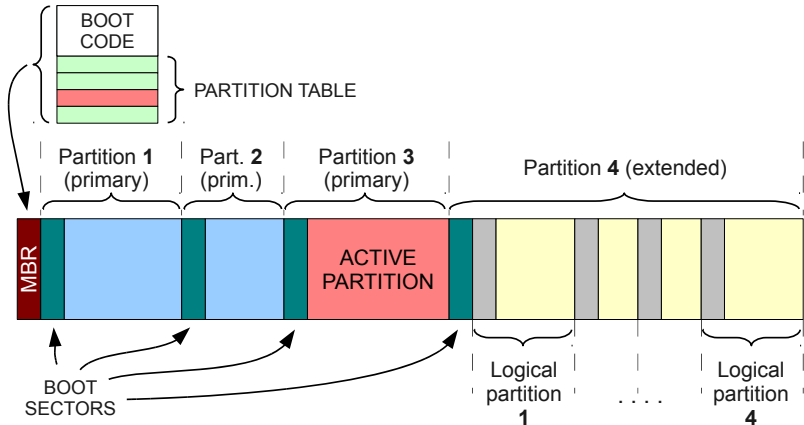 BOOT
CODE
PARTITION TABLE
Partition 1
(primary)
Part. 2
(prim.)
Partition 3
(primary)
Partition 4 (extended)
MBR
ACTIVE
PARTITION
BOOT
SECTORS
Logical
partition
1
. . . .
Logical
partition
4